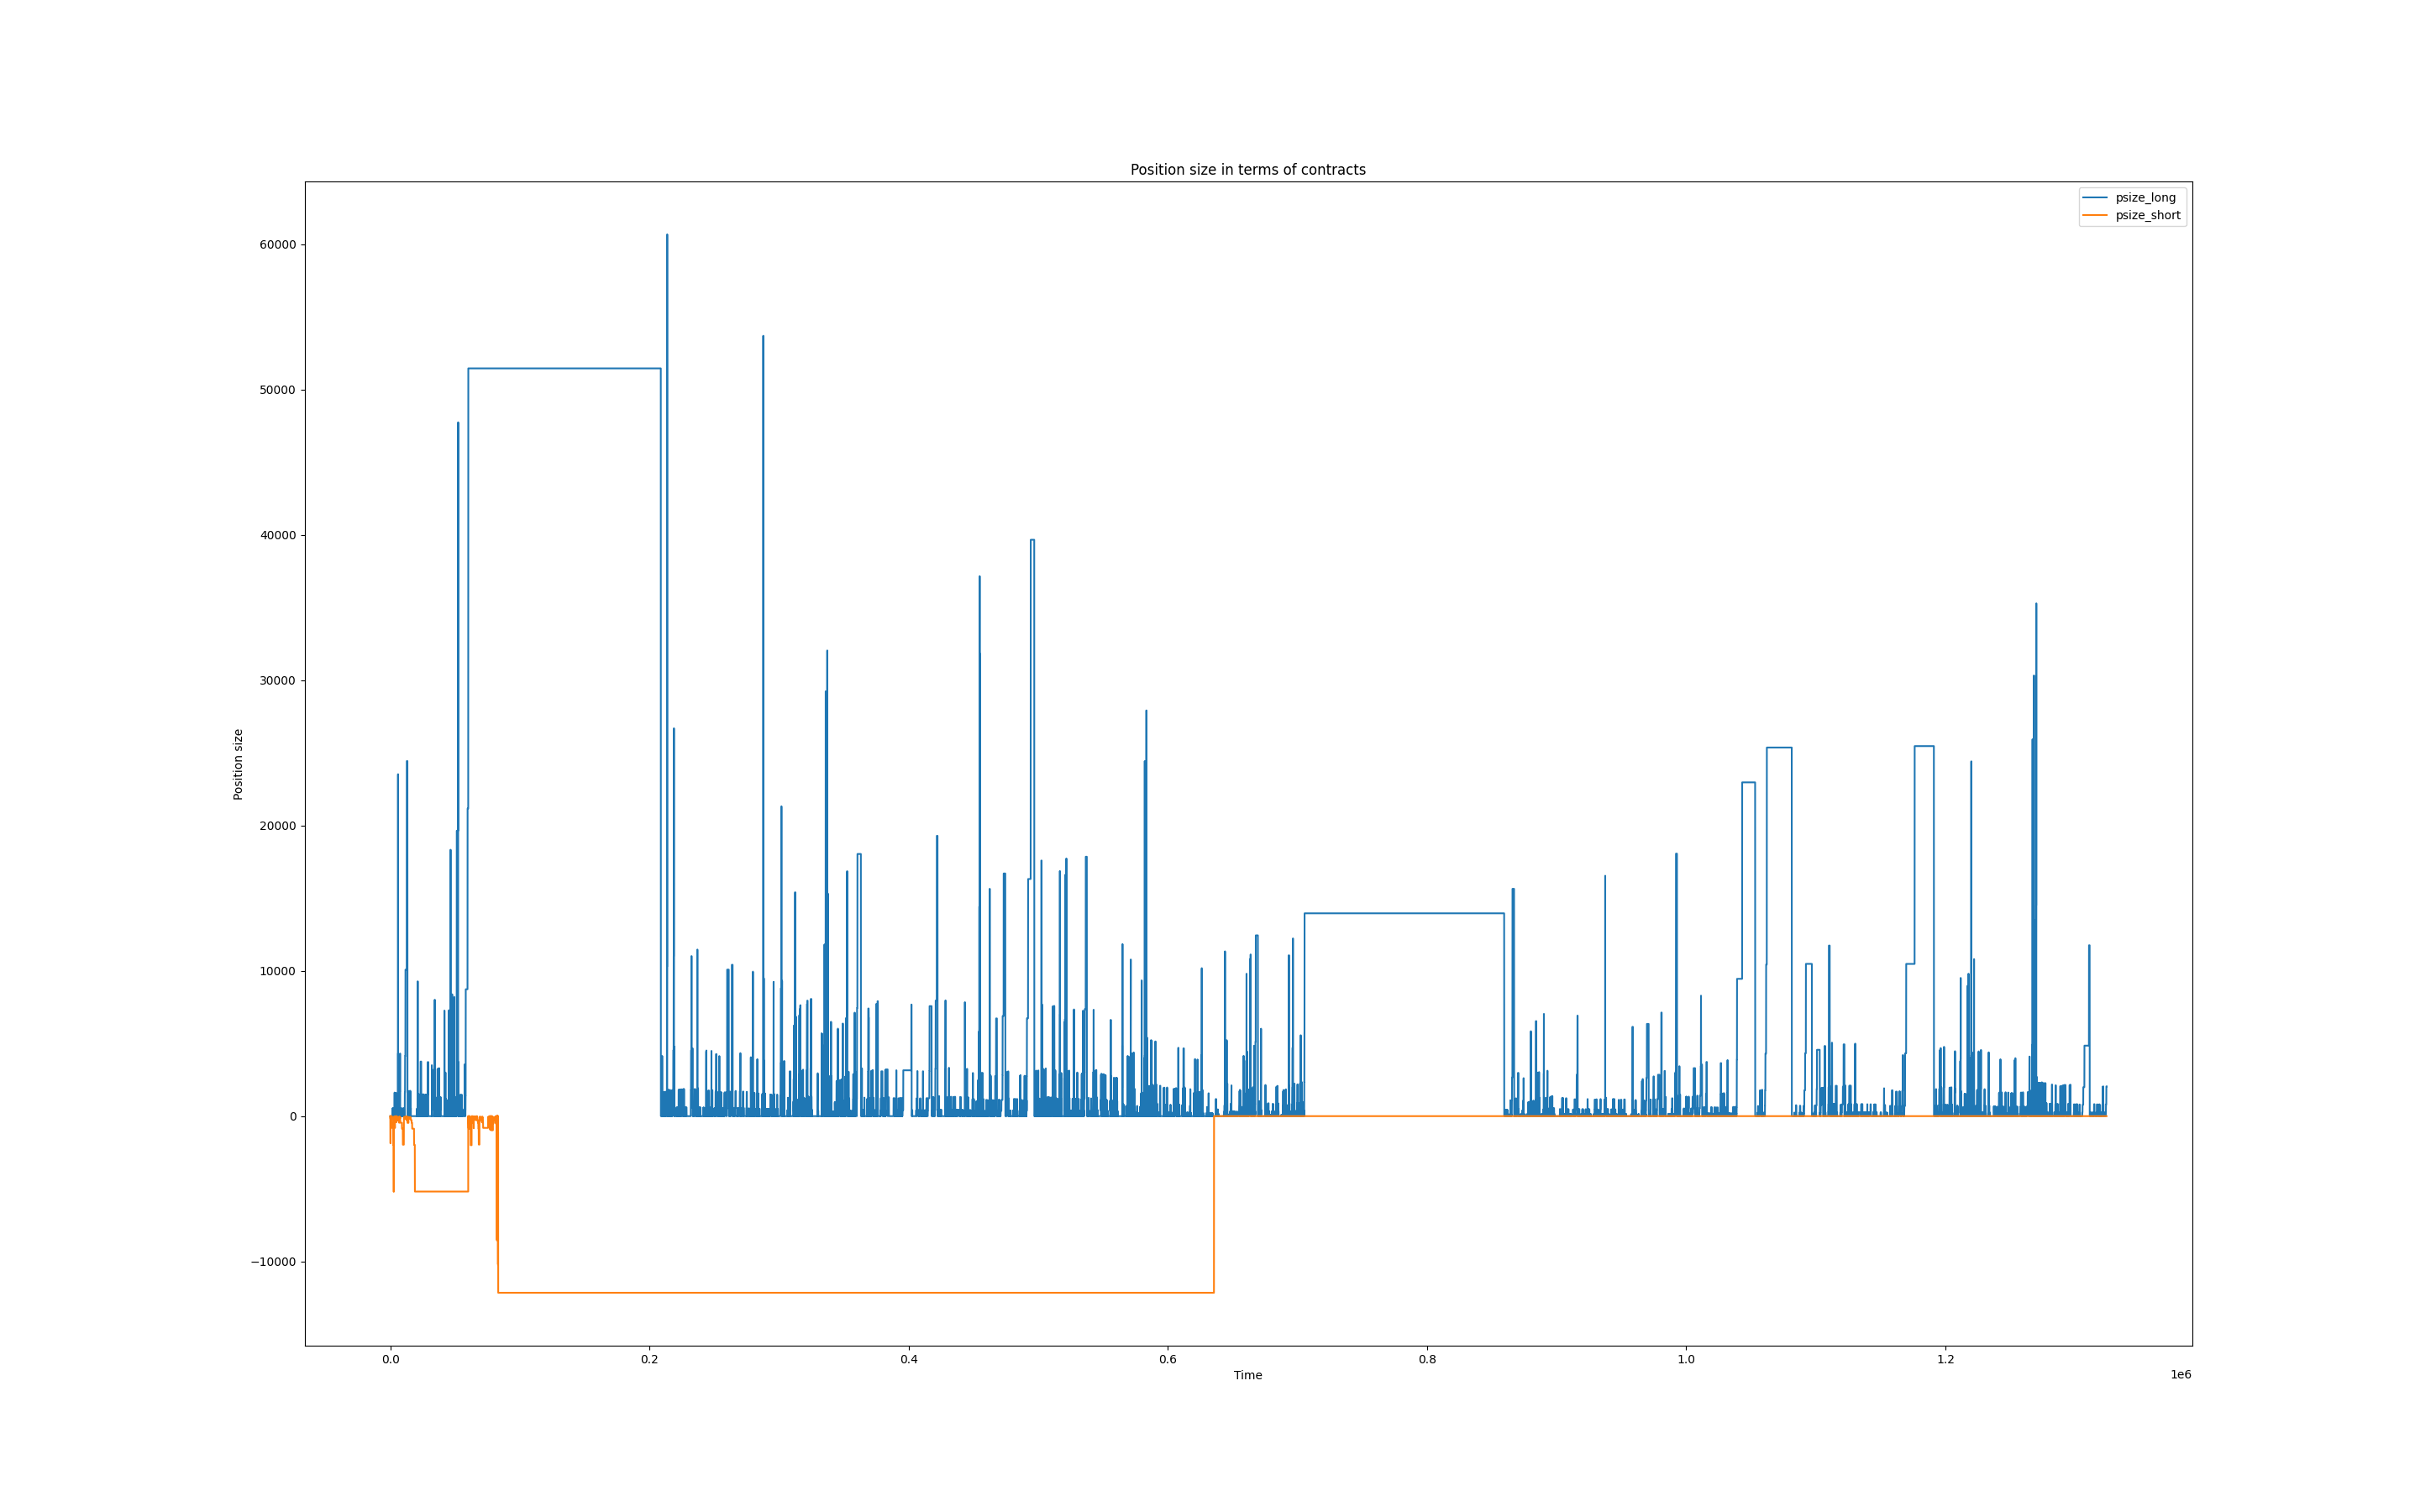 Position size in terms of contracts
psize_long
psize_short
60000
50000
40000
30000
20000
10000
0
−10000
Position size
0.0
0.2
0.4
0.6
0.8
1.0
1.2
Time
1e6